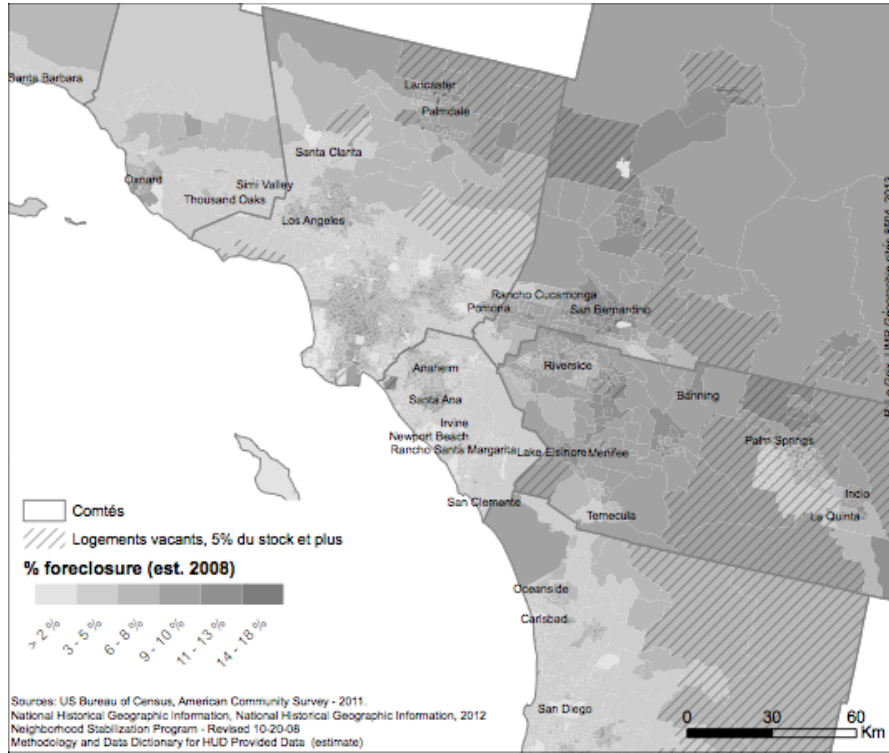 Santa Barbara
Lancaster
Palmdale
Santa Clarita
Oxnard
Simi Valley
Thousand Oaks
Los Angeles
Rancho Cucamonga
Pomona
San Bernardino
Anaheim
Riverside
Banning
Santa Ana
Irvine
Newport Beach
Palm Springs
Rancho Santa Margarita
Lake Elsinore
Menifee
Indio
San Clemente
Temecula
La Quinta
Comtés
Logements vacants, 5% du stock et plus
% foreclosure (est. 2008)
> 2 %
3 - 5 %
6 - 8 %
9 - 10 %
11 - 13 %
14 - 18 %
Oceanside
Carlsbad
San Diego
0 30 60
Km
Sources: US Bureau of Census, American Community Survey - 2011.
National Historical Geographic Information, National Historical Geographic Information, 2012
Neighborhood Stabilization Program - Revised 10-20-08
Methodology and Data Dictionary for HUD Provided Data (estimate)
2013